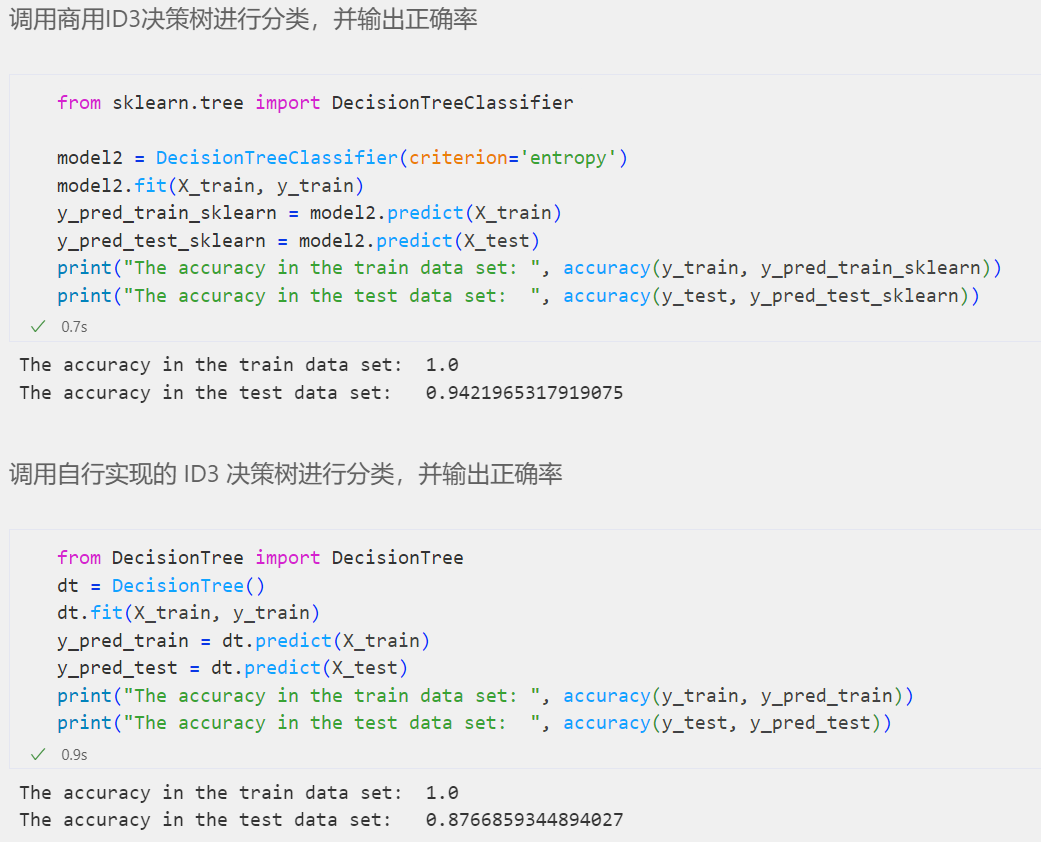 调用商用ID3决策树进行分类，并输出正确率
from sklearn.tree import DecisionTreeClassifier
model2 = DecisionTreeClassifier(criterion='entropy')
model2.fit(X_train, y_train)
y_pred_train_sklearn = model2.predict(X_train)
y_pred_test_sklearn = model2.predict(X_test)
print("The accuracy in the train data set: ", accuracy(y_train, y_pred_train_sklearn))
print("The accuracy in the test data set:  ", accuracy(y_test, y_pred_test_sklearn))
✓ 0.7s
The accuracy in the train data set:  1.0
The accuracy in the test data set:   0.9421965317919075
调用自行实现的 ID3 决策树进行分类，并输出正确率
from DecisionTree import DecisionTree
dt = DecisionTree()
dt.fit(X_train, y_train)
y_pred_train = dt.predict(X_train)
y_pred_test = dt.predict(X_test)
print("The accuracy in the train data set: ", accuracy(y_train, y_pred_train))
print("The accuracy in the test data set:  ", accuracy(y_test, y_pred_test))
✓ 0.9s
The accuracy in the train data set:  1.0
The accuracy in the test data set:   0.8766859344894027